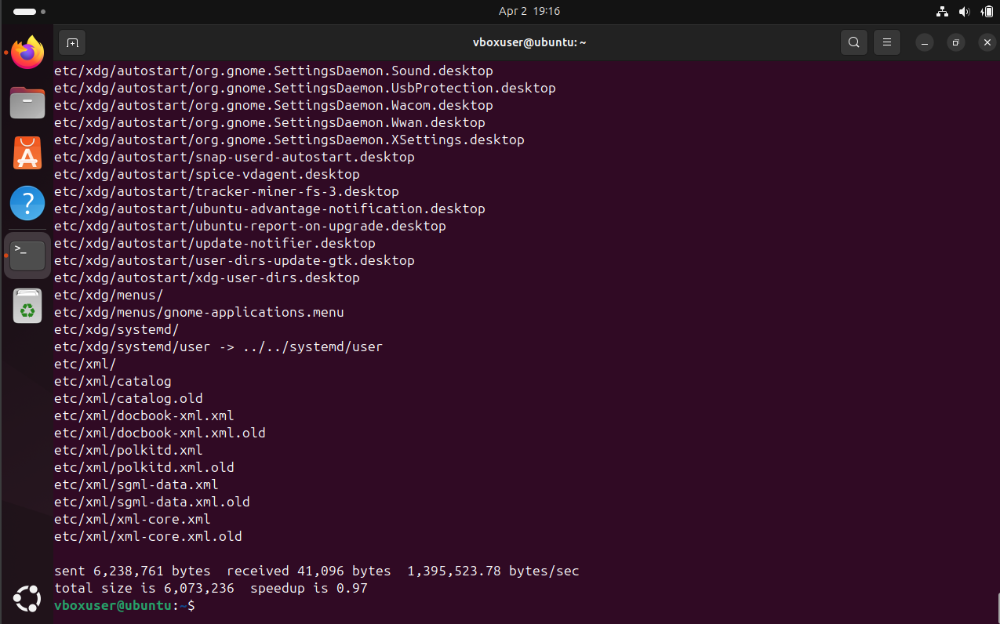 Apr 2 19:16
vboxuser@ubuntu: ~
etc/xdg/autostart/org.gnome.SettingsDaemon.Sound.desktop
etc/xdg/autostart/org.gnome.SettingsDaemon.UsbProtection.desktop
etc/xdg/autostart/org.gnome.SettingsDaemon.Wacom.desktop
etc/xdg/autostart/org.gnome.SettingsDaemon.Wwan.desktop
etc/xdg/autostart/org.gnome.SettingsDaemon.XSettings.desktop
etc/xdg/autostart/snap-userd-autostart.desktop
etc/xdg/autostart/spice-vdagent.desktop
etc/xdg/autostart/tracker-miner-fs-3.desktop
etc/xdg/autostart/ubuntu-advantage-notification.desktop
etc/xdg/autostart/ubuntu-report-on-upgrade.desktop
etc/xdg/autostart/update-notifier.desktop
etc/xdg/autostart/user-dirs-update-gtk.desktop
etc/xdg/autostart/xdg-user-dirs.desktop
etc/xdg/menus/
etc/xdg/menus/gnome-applications.menu
etc/xdg/systemd/
etc/xdg/systemd/user -> ../../systemd/user
etc/xml/
etc/xml/catalog
etc/xml/catalog.old
etc/xml/docbook-xml.xml
etc/xml/docbook-xml.xml.old
etc/xml/polkitd.xml
etc/xml/polkitd.xml.old
etc/xml/sgml-data.xml
etc/xml/sgml-data.xml.old
etc/xml/xml-core.xml
etc/xml/xml-core.xml.old
sent 6,238,761 bytes  received 41,096 bytes  1,395,523.78 bytes/sec
total size is 6,073,236  speedup is 0.97
vboxuser@ubuntu:~$